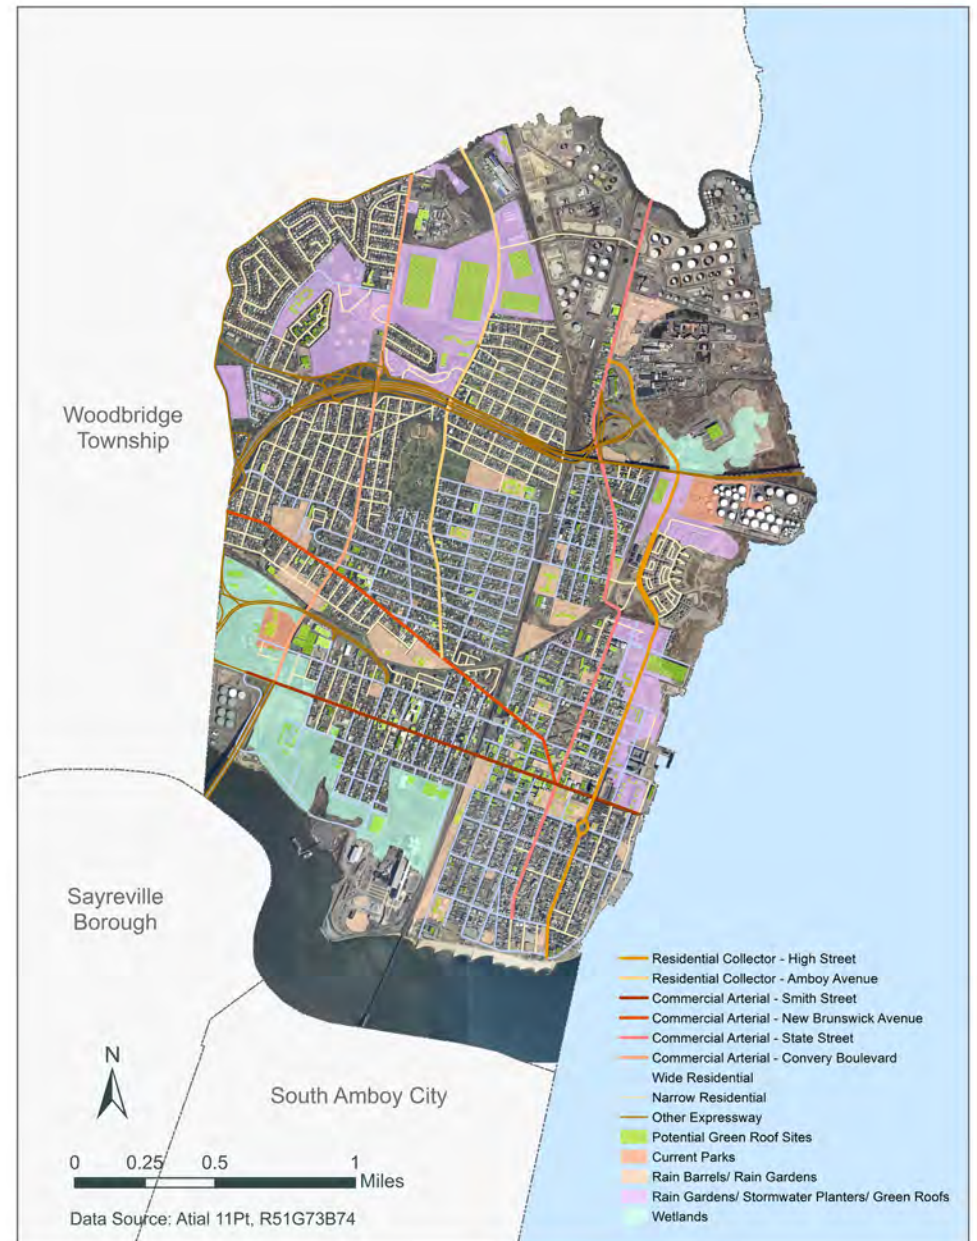 Woodbridge
Township
Sayreville
Borough
South Amboy City
N
0 0.25 0.5 1
Miles
Data Source: Atial 11Pt, R51G73B74
Residential Collector - High Street
Residential Collector - Amboy Avenue
Commercial Arterial - Smith Street
Commercial Arterial - New Brunswick Avenue
Commercial Arterial - State Street
Commercial Arterial - Convery Boulevard
Wide Residential
Narrow Residential
Other Expressway
Potential Green Roof Sites
Current Parks
Rain Barrels/ Rain Gardens
Rain Gardens/ Stormwater Planters/ Green Roofs
Wetlands